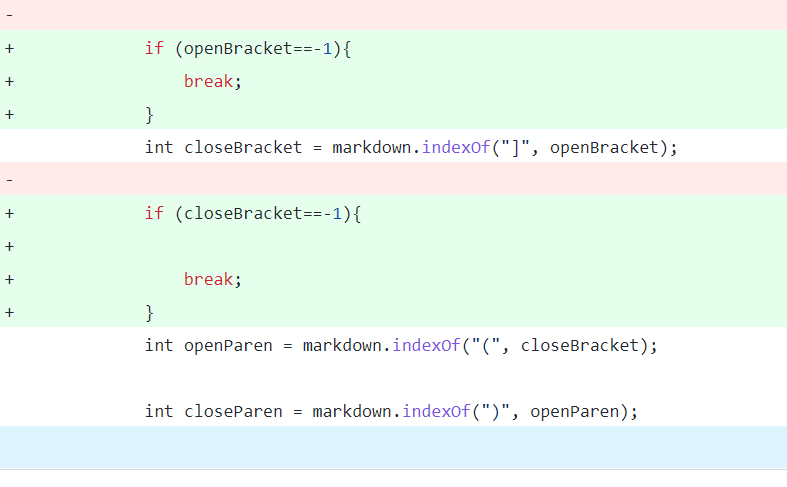 -
+ if (openBracket==-1){
+ break;
+ }
int closeBracket = markdown.indexOf("]", openBracket);
-
+ if (closeBracket==-1){
+
+ break;
+ }
int openParen = markdown.indexOf("(", closeBracket);
int closeParen = markdown.indexOf(")", openParen);